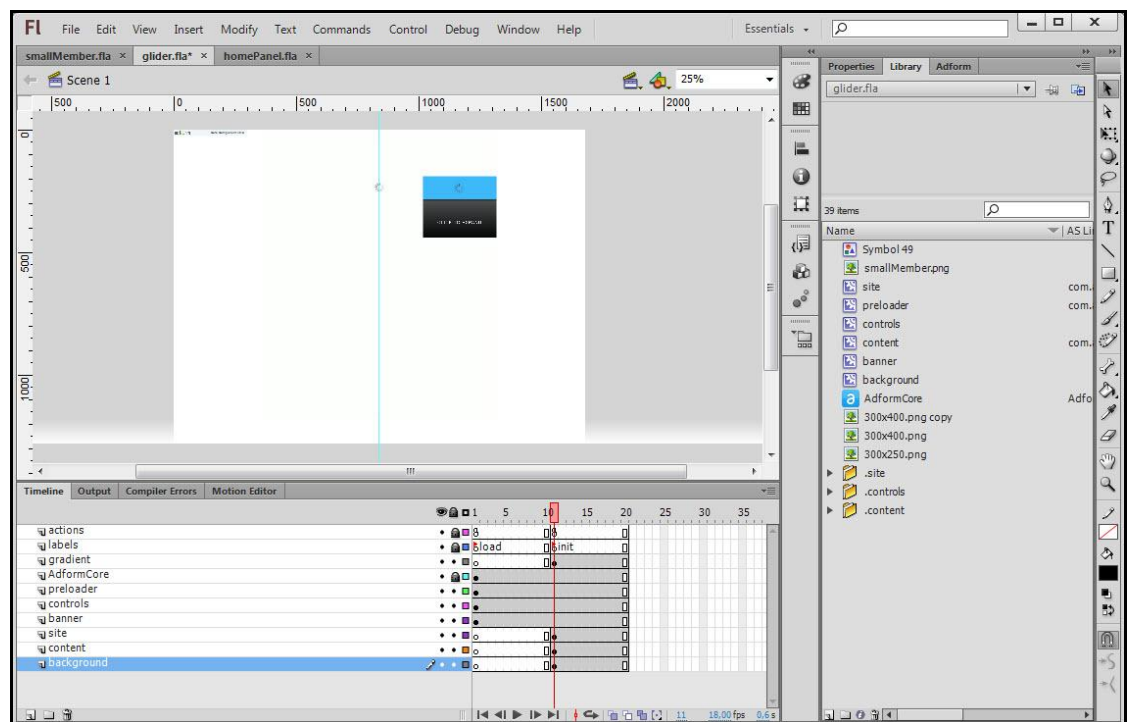 Fl File Edit View Insert Modify Text Commands Control Debug Window Help Essentials
smallMember.fla × glider.fla* × homePanel.fla ×
Scene 1 25%
500 0 500 1000 1500 2000
0
500
1000
Properties Library Adform
glider.fla
39 items
Name AS Li
Symbol 49
smallMember.png
site com.
preloader com.
controls
content com.
banner
background
AdformCore Adfo
300x400.png copy
300x400.png
300x250.png
.site
.controls
.content
Timeline Output Compiler Errors Motion Editor
1 5 10 15 20 25 30 35
actions
labels load init
gradient
AdformCore
preloader
controls
banner
site
content
background
11 18,00 fps 0,6 s